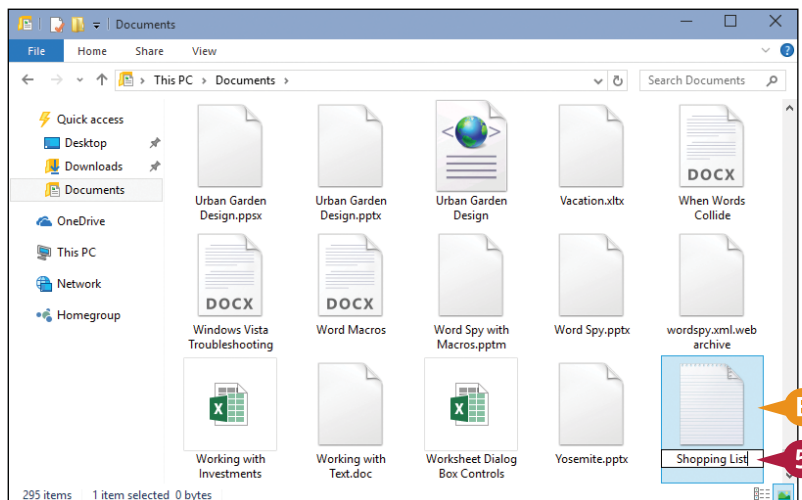 Documents
File Home Share View
This PC > Documents >
Search Documents
Quick access
Desktop
Downloads
Documents
OneDrive
This PC
Network
Homegroup
Urban Garden
Design.ppsx
Urban Garden
Design.pptx
Urban Garden
Design
Vacation.xltx
DOCX
When Words
Collide
DOCX
Windows Vista
Troubleshooting
DOCX
Word Macros
Word Spy with
Macros.pptm
Word Spy.pptx
wordspy.xml.web
archive
Working with
Investments
Working with
Text.doc
Worksheet Dialog
Box Controls
Yosemite.pptx
Shopping List
5
295 items 1 item selected 0 bytes